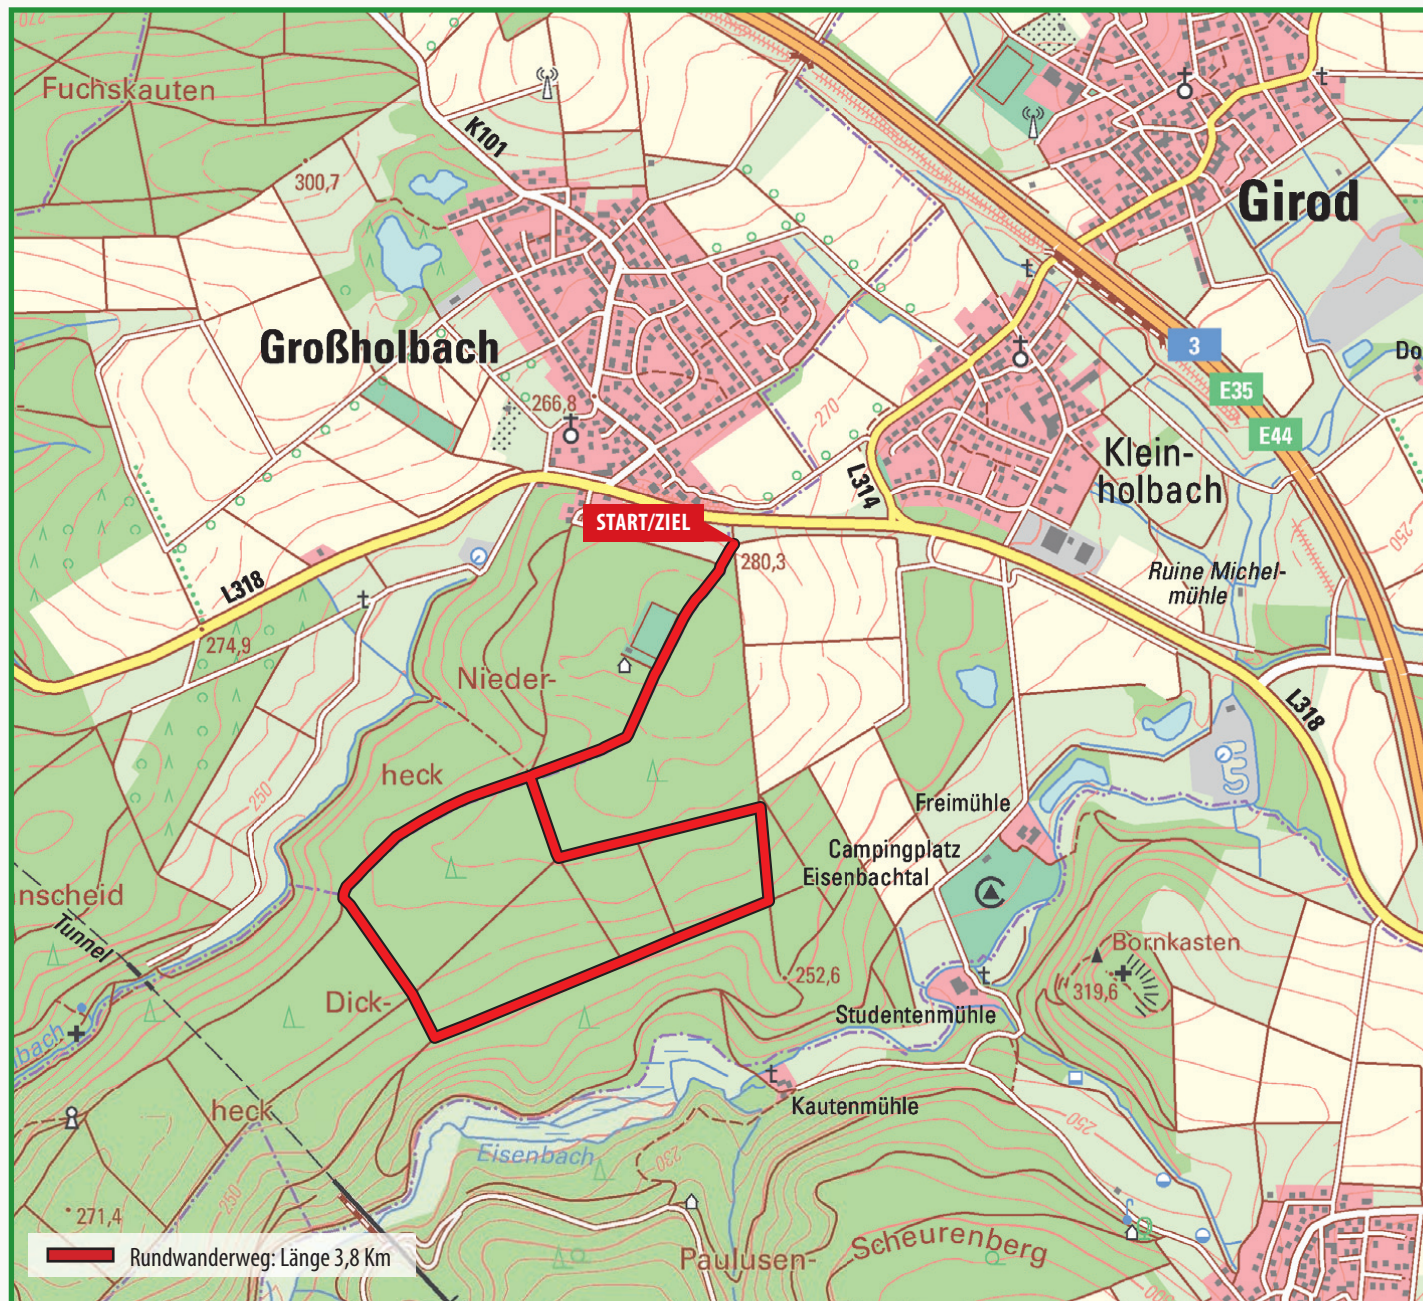 270
Fuchskauten
K101
300,7
Girod
Großholbach
3
E35
Do
266,8
270
E44
Klein-
holbach
L314
START/ZIEL
280,3
250
Ruine Michel-
mühle
L318
274,9
Nieder-
L318
heck
250
Freimühle
Campingplatz
Eisenbachtal
nscheid
Tunnel
Bornkasten
252,6
319,6
Dick-
Studentenmühle
bach
Kautenmühle
heck
250
Eisenbach
230
250
271,4
Scheurenberg
Paulusen-
Rundwanderweg: Länge 3,8 Km